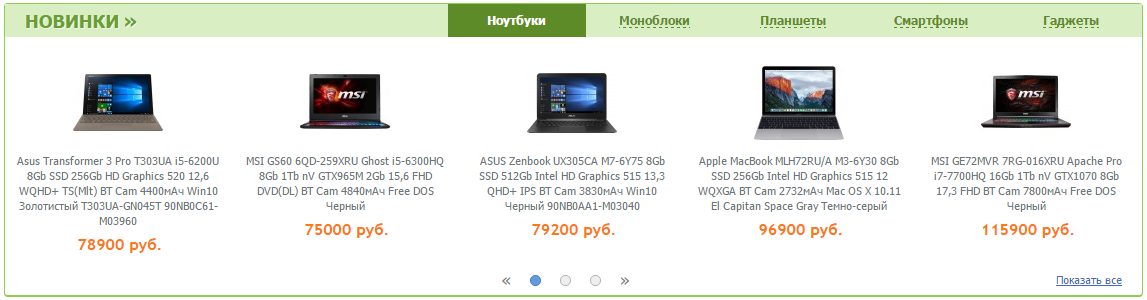 НОВИНКИ »
Ноутбуки
Моноблоки
Планшеты
Смартфоны
Гаджеты
msi
msi
Asus Transformer 3 Pro T303UA i5-6200U
8Gb SSD 256Gb HD Graphics 520 12,6
WQHD+ TS(Mlt) BT Cam 4400мАч Win10
Золотистый T303UA-GN045T 90NB0C61-
M03960
78900 руб.
MSI GS60 6QD-259XRU Ghost i5-6300HQ
8Gb 1Tb nV GTX965M 2Gb 15,6 FHD
DVD(DL) BT Cam 4840мАч Free DOS
Черный
75000 руб.
ASUS Zenbook UX305CA M7-6Y75 8Gb
SSD 512Gb Intel HD Graphics 515 13,3
QHD+ IPS BT Cam 3830мАч Win10
Черный 90NB0AA1-M03040
79200 руб.
Apple MacBook MLH72RU/A M3-6Y30 8Gb
SSD 256Gb Intel HD Graphics 515 12
WQXGA BT Cam 2732мАч Mac OS X 10.11
El Capitan Space Gray Темно-серый
96900 руб.
MSI GE72MVR 7RG-016XRU Apache Pro
i7-7700HQ 16Gb 1Tb nV GTX1070 8Gb
17,3 FHD BT Cam 7800мАч Free DOS
Черный
115900 руб.
« »
Показать все